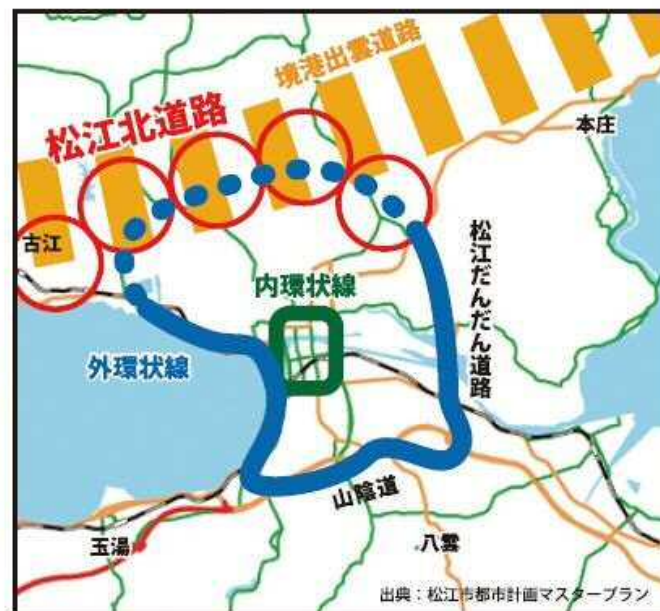 境港出雲道路
松江北道路
本庄
古江
松江だんだん道路
内環状線
外環状線
山陰道
玉湯
八雲
出典：松江市都市計画マスタープラン